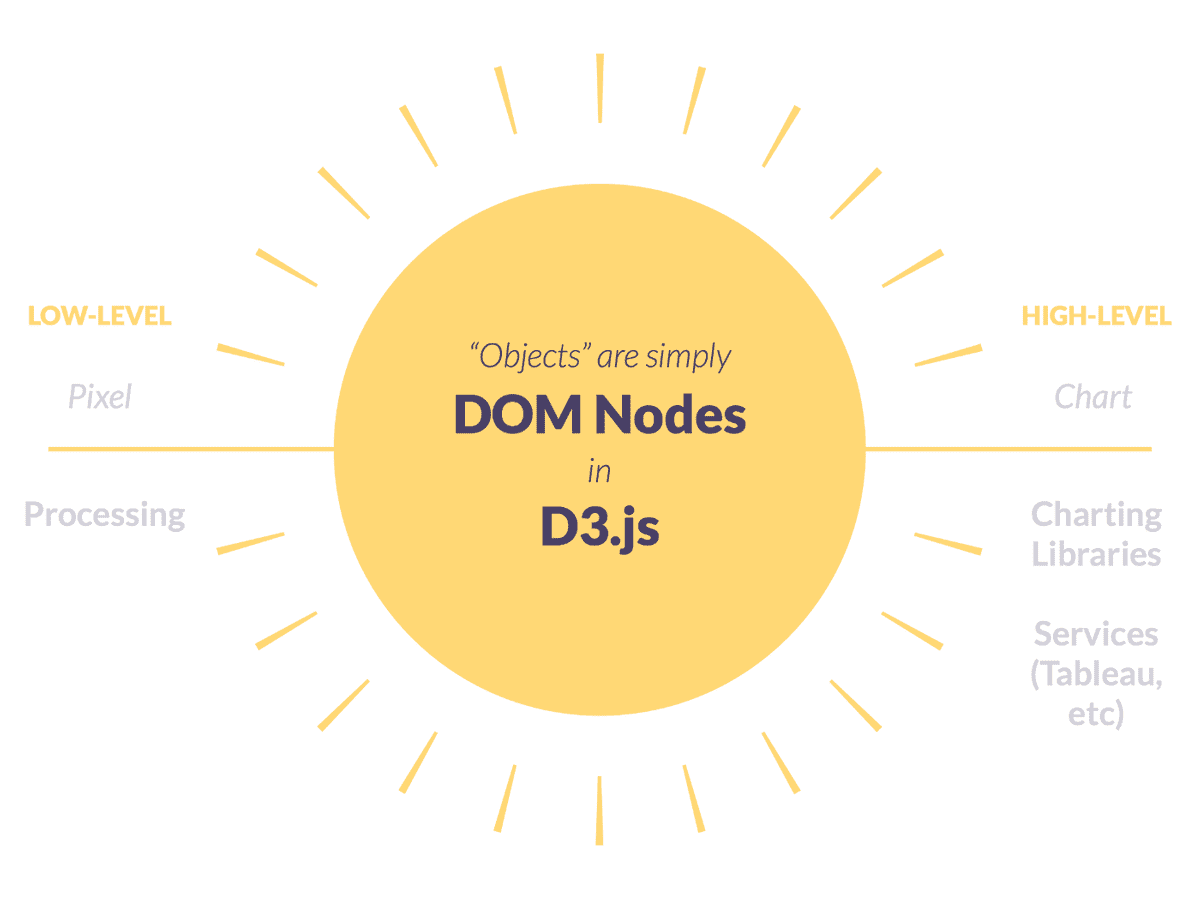 LOW-LEVEL
Pixel
Processing
“Objects” are simply
DOM Nodes
in
D3.js
HIGH-LEVEL
Chart
Charting
Libraries
Services
(Tableau,
etc)